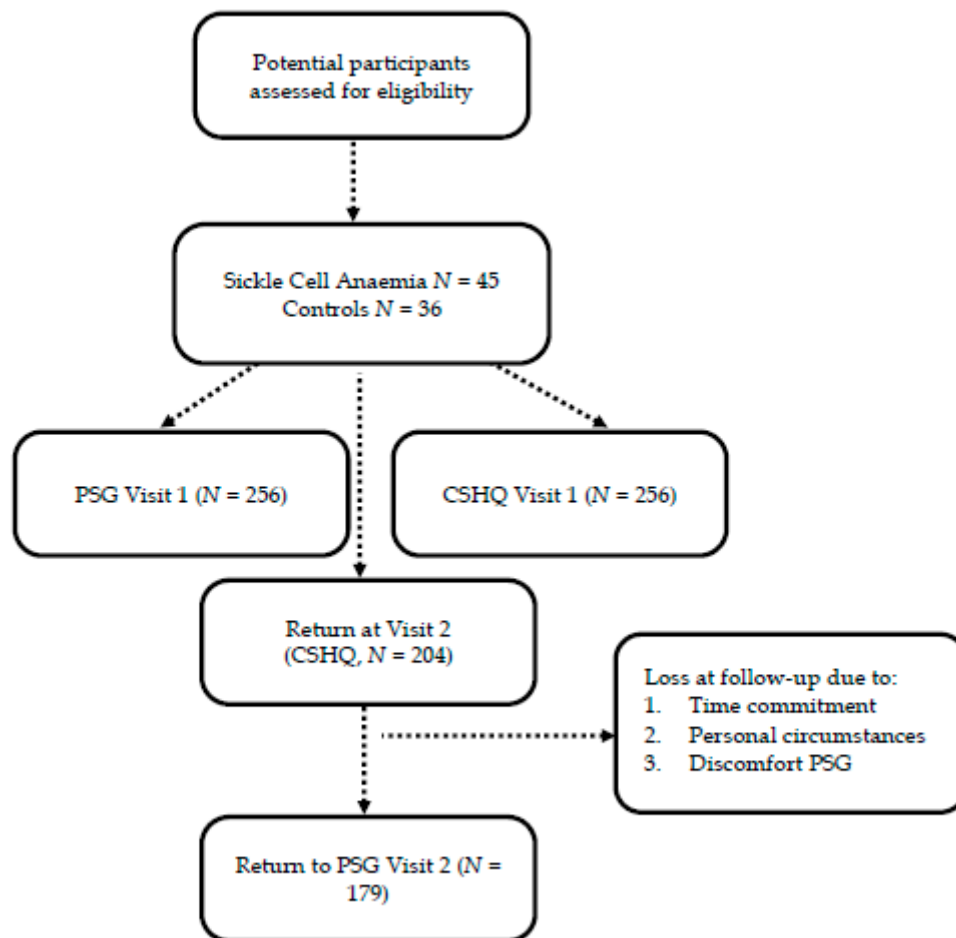 Potential participants
assessed for eligibility
Sickle Cell Anaemia N = 45
Controls N = 36
PSG Visit 1 (N = 256)
CSHQ Visit 1 (N = 256)
Return at Visit 2
(CSHQ, N = 204)
Loss at follow-up due to:
1. Time commitment
2. Personal circumstances
3. Discomfort PSG
Return to PSG Visit 2 (N =
179)